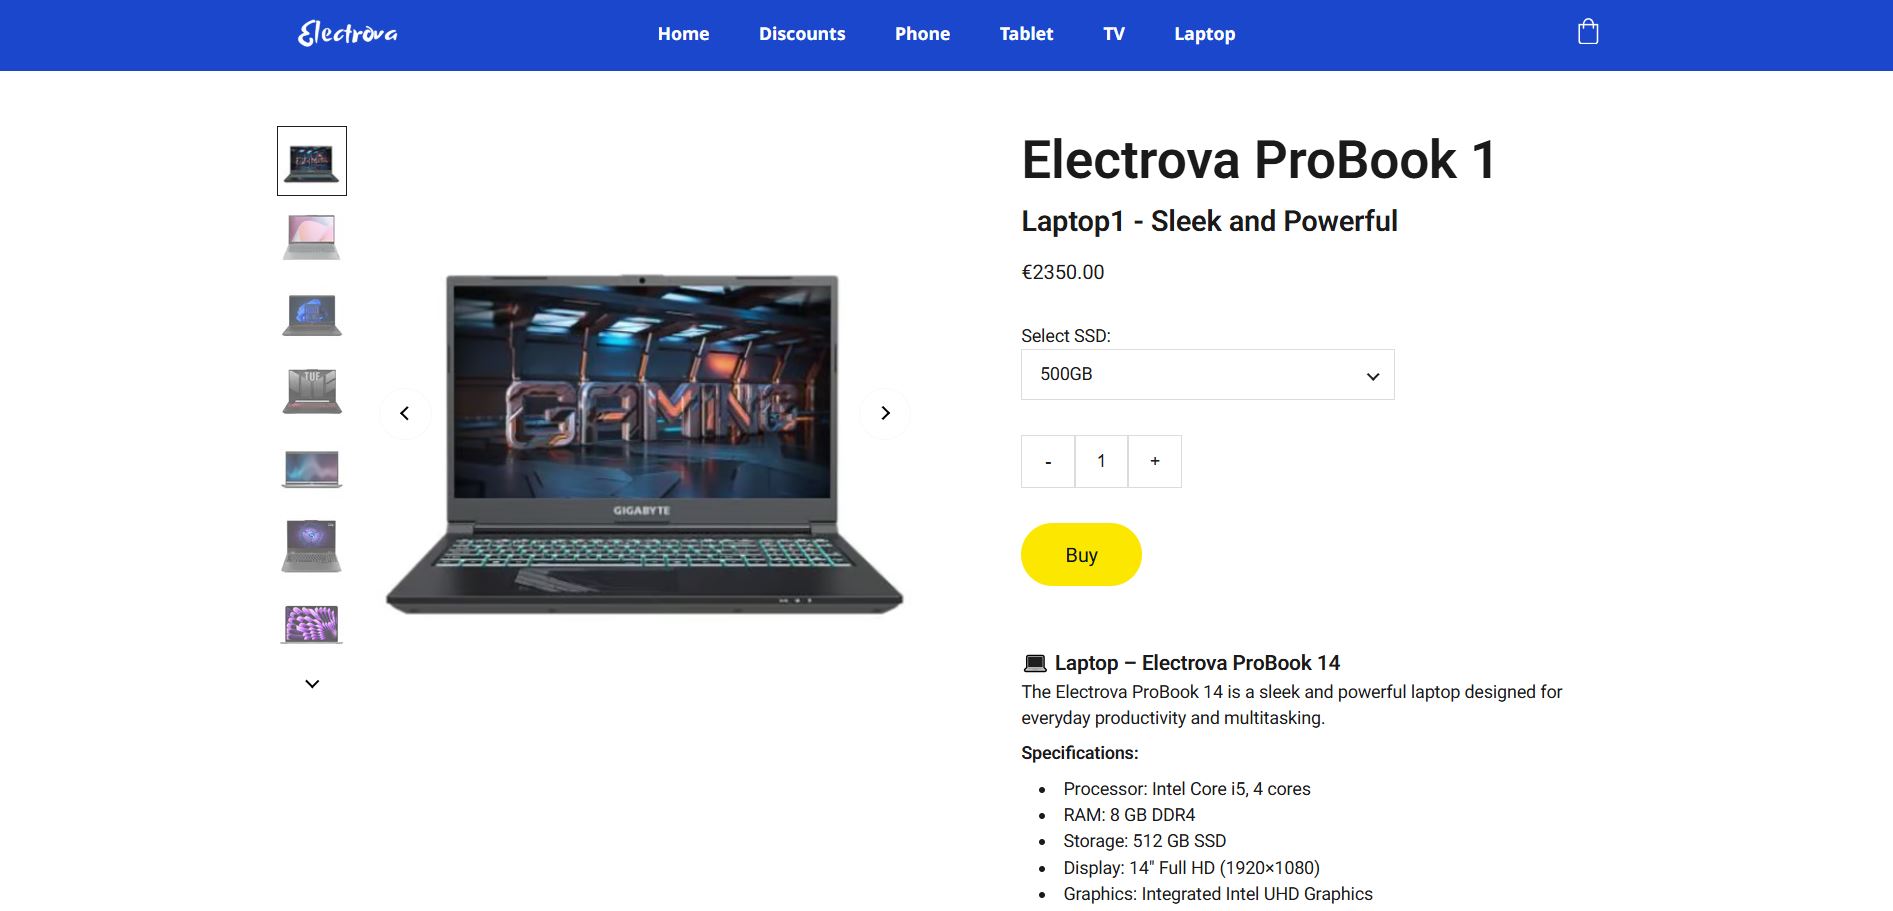 Electrova
Home Discounts Phone Tablet TV Laptop
TUF
GAMING
GIGABYTE
Electrova ProBook 1
Laptop1 - Sleek and Powerful
€2350.00
Select SSD:
500GB
- 1 +
Buy
Laptop – Electrova ProBook 14
The Electrova ProBook 14 is a sleek and powerful laptop designed for
everyday productivity and multitasking.
Specifications:
• Processor: Intel Core i5, 4 cores
• RAM: 8 GB DDR4
• Storage: 512 GB SSD
• Display: 14" Full HD (1920×1080)
• Graphics: Integrated Intel UHD Graphics